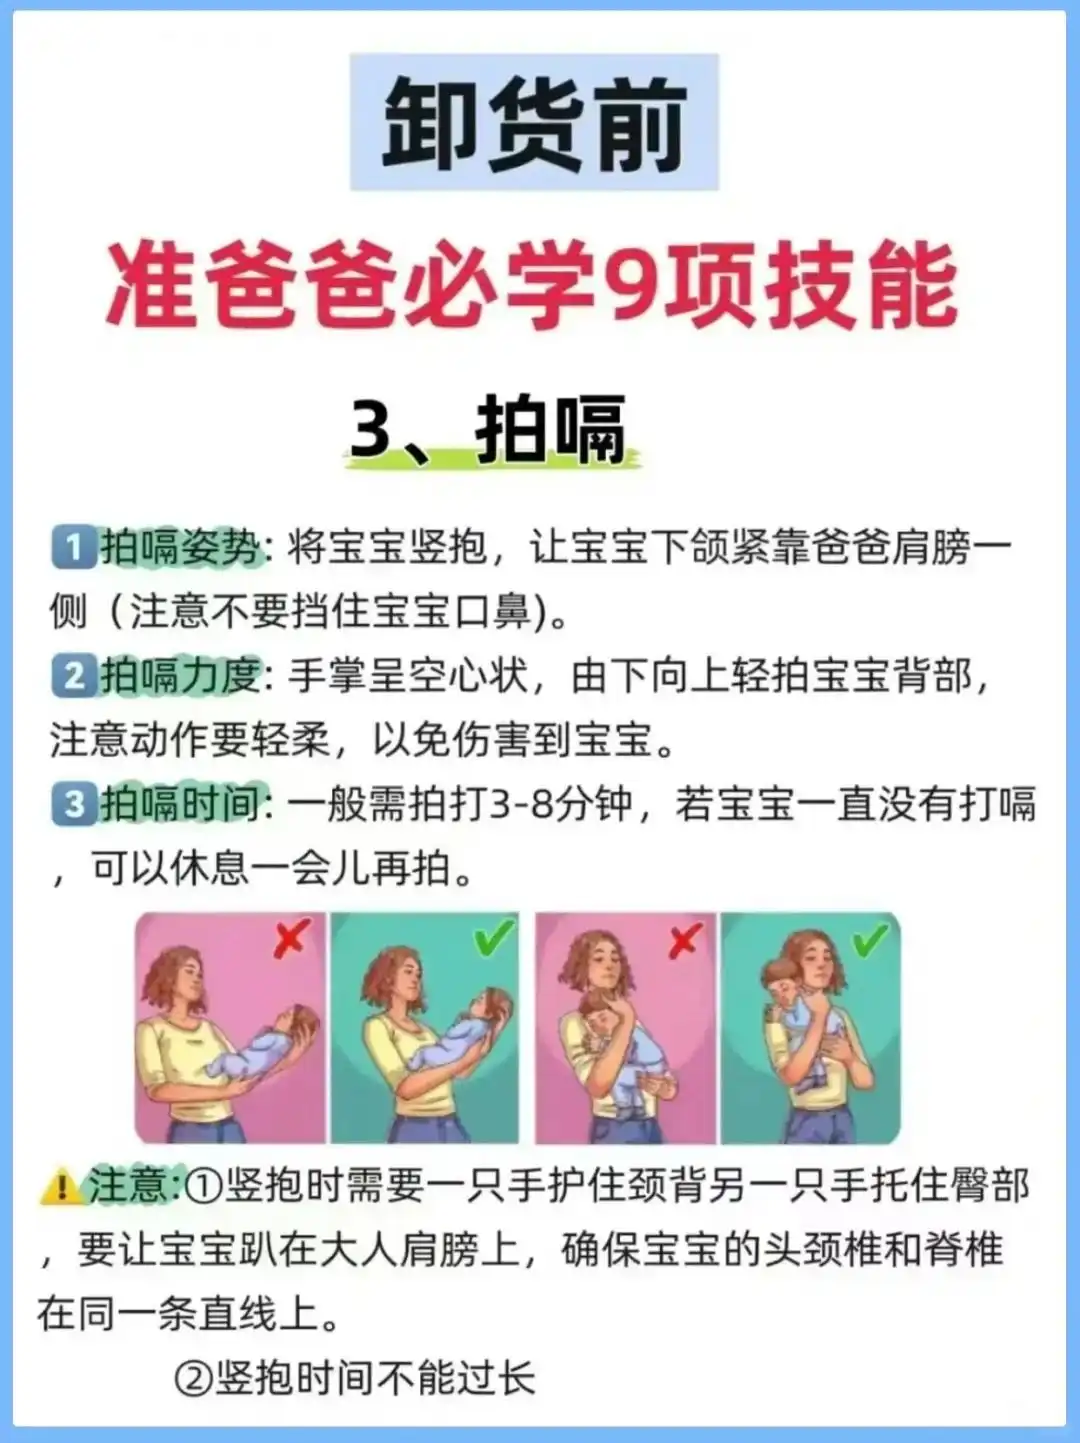 卸货前
准爸爸必学9项技能
3、拍嗝
1拍嗝姿势: 将宝宝竖抱，让宝宝下颌紧靠爸爸肩膀一
侧（注意不要挡住宝宝口鼻)。
2拍嗝力度: 手掌呈空心状，由下向上轻拍宝宝背部，
注意动作要轻柔，以免伤害到宝宝。
3拍嗝时间: 一般需拍打3-8分钟，若宝宝一直没有打嗝
，可以休息一会儿再拍。
注意:①竖抱时需要一只手护住颈背另一只手托住臀部
，要让宝宝趴在大人肩膀上，确保宝宝的头颈椎和脊椎
在同一条直线上。
②竖抱时间不能过长